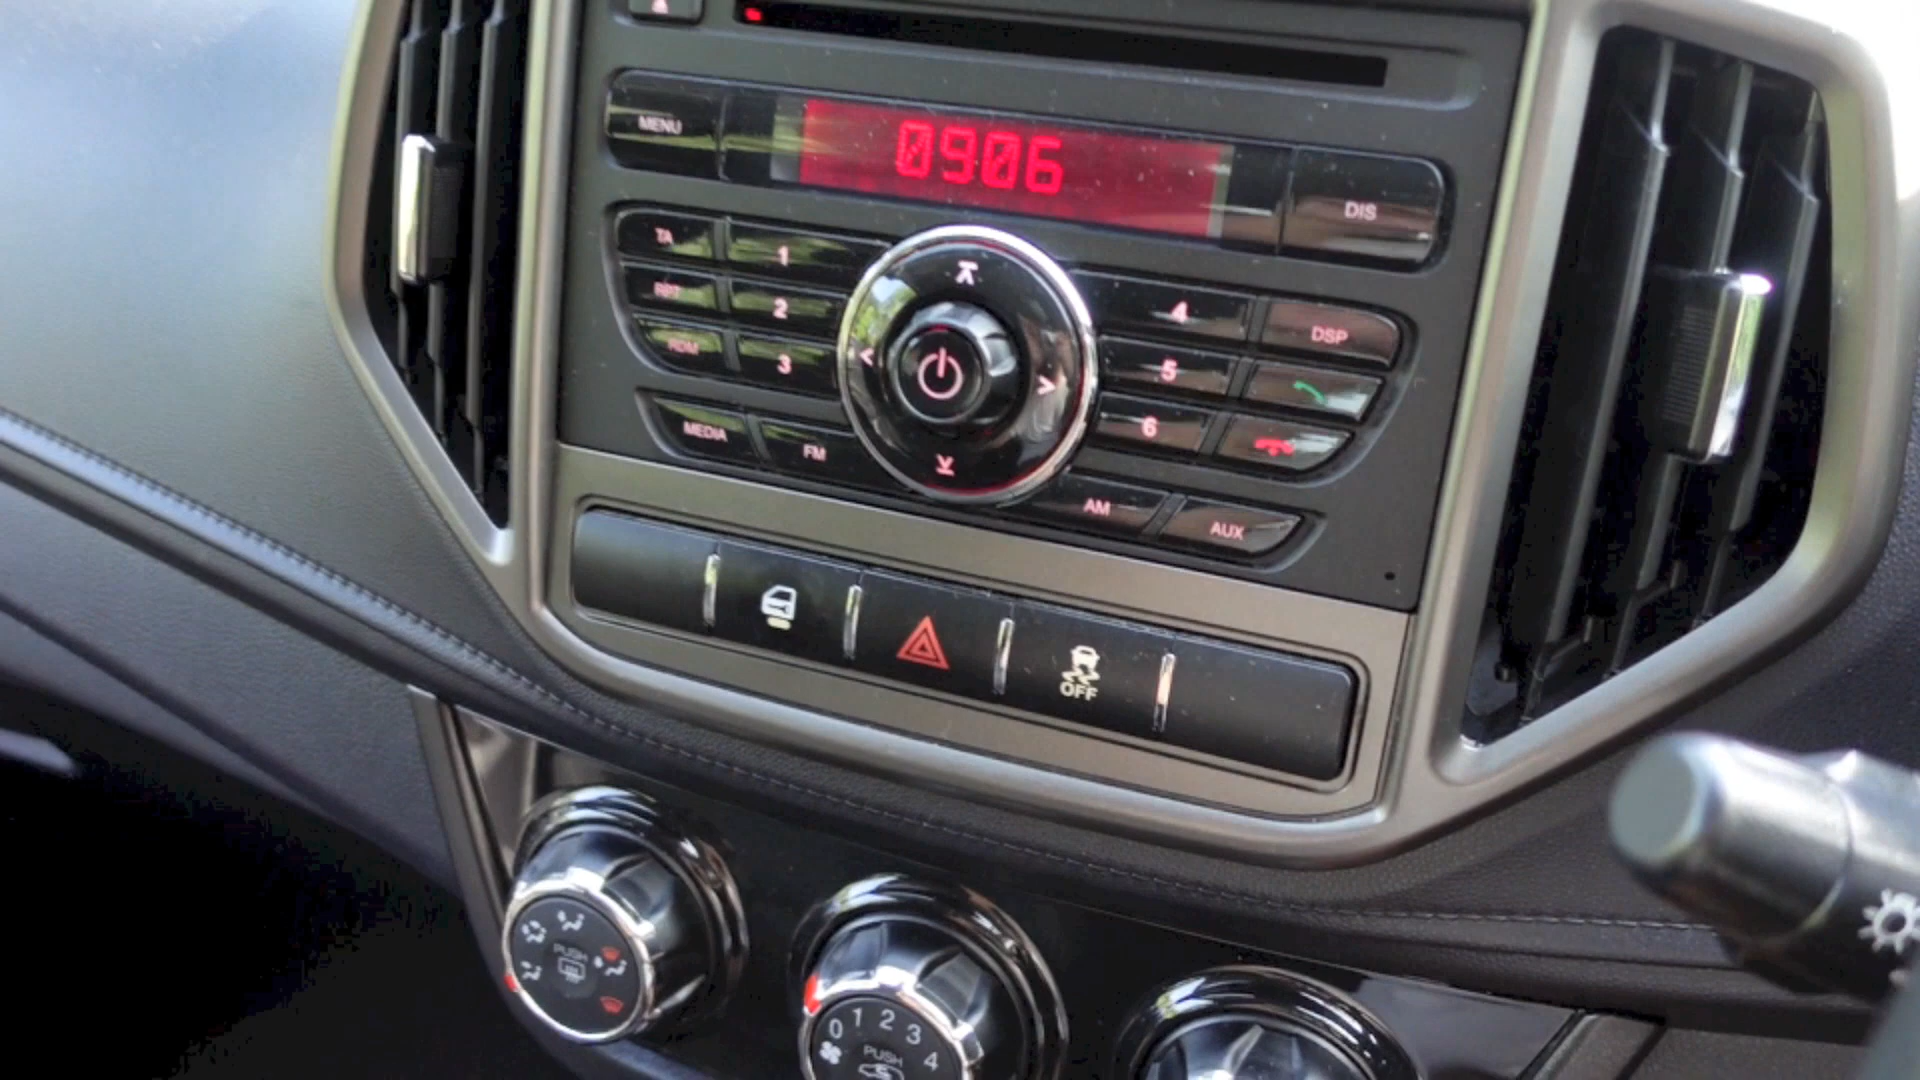 MENU
0906
DIS
TA
1
4
DSP
RPT
2
5
RDM
3
6
MEDIA
FM
AM
AUX
OFF
PUSH
0 1 2 3 4
PUSH